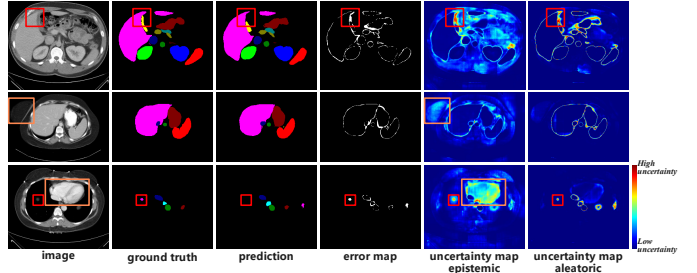 High
uncertainty
Low
uncertainty
image
ground truth
prediction
error map
uncertainty map
epistemic
uncertainty map
aleatoric